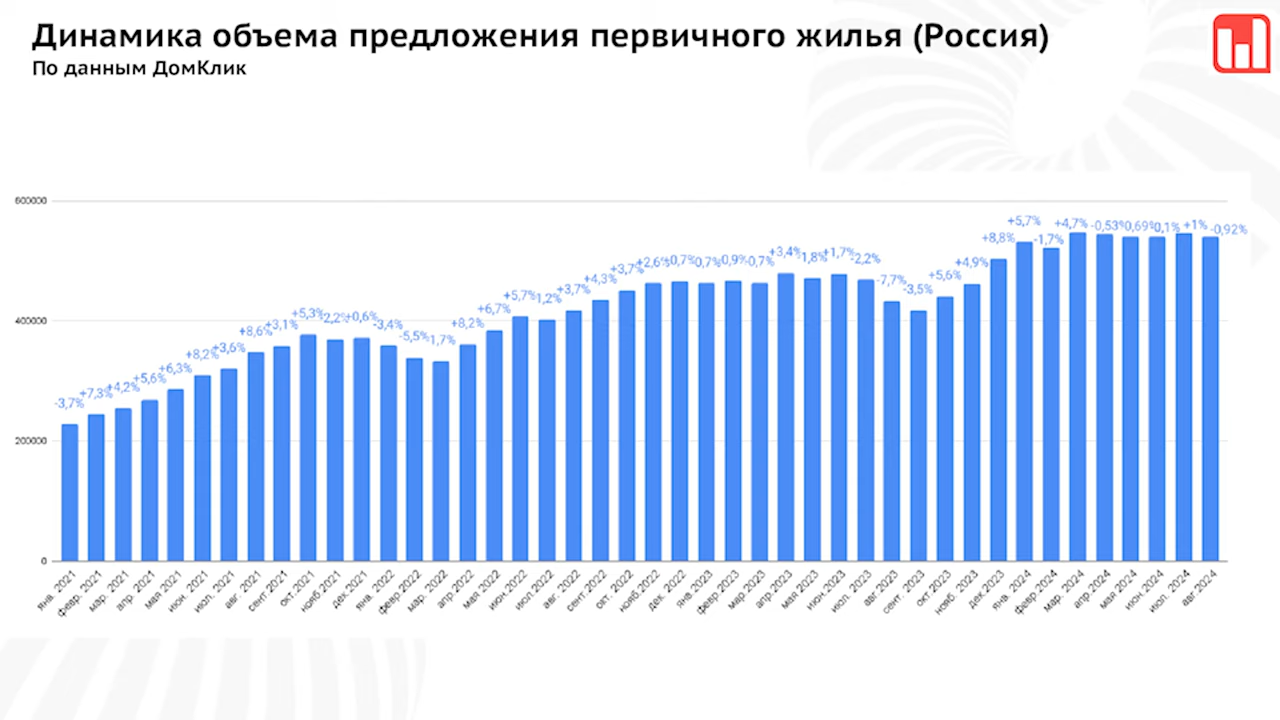 Динамика объема предложения первичного жилья (Россия)
По данным ДомКлик
600000
400000
200000
0
-3,7%
+7,3%
+4,2%
+5,6%
+6,3%
+8,2%
+3,6%
+8,6%
+3,1%
+5,3%
-2,2%
+0,6%
-3,4%
-5,5%
-1,7%
+8,2%
+6,7%
+5,7%
-1,2%
+3,7%
+4,3%
+3,7%
+2,6%
+0,7%
-0,7%
+0,9%
-0,7%
+3,4%
-1,8%
+1,7%
-2,2%
-7,7%
-3,5%
+5,6%
+4,9%
+8,8%
+5,7%
-1,7%
+4,7%
-0,53%
0,69%
0,1%
+1%
-0,92%
янв. 2021
февр. 2021
мар. 2021
апр. 2021
мая 2021
июн. 2021
июл. 2021
авг. 2021
сент. 2021
окт. 2021
нояб 2021
дек. 2021
янв. 2022
февр 2022
мар. 2022
апр. 2022
мая 2022
июн. 2022
июл. 2022
авг. 2022
сент. 2022
окт. 2022
нояб. 2022
дек. 2022
янв. 2023
февр. 2023
мар. 2023
апр. 2023
мая 2023
июн. 2023
июл. 2023
авг. 2023
сент. 2023
окт. 2023
нояб. 2023
дек. 2023
янв. 2024
февр. 2024
мар. 2024
апр. 2024
мая 2024
июн. 2024
июл. 2024
авг. 2024